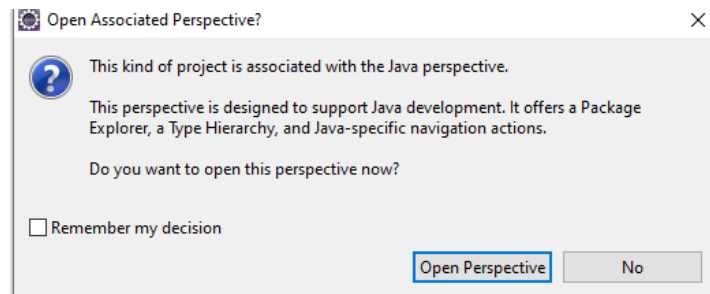 Open Associated Perspective?
This kind of project is associated with the Java perspective.
This perspective is designed to support Java development. It offers a Package
Explorer, a Type Hierarchy, and Java-specific navigation actions.
Do you want to open this perspective now?
Remember my decision
Open Perspective
No